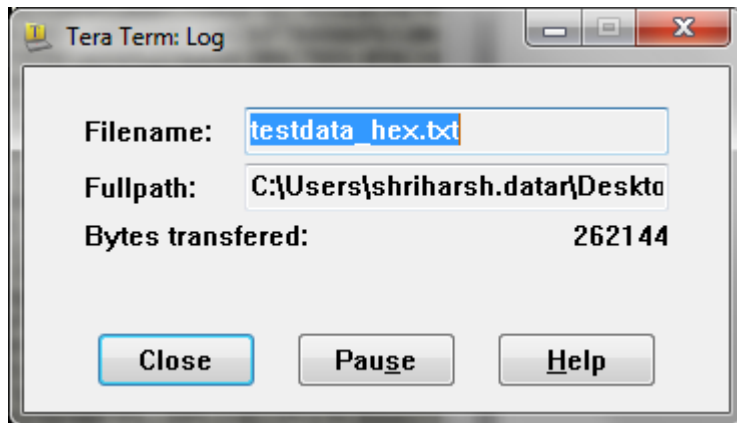 Tera Term: Log
Filename: testdata_hex.txt
Fullpath: C:\Users\shriharsh.datar\Deskto
Bytes transfered: 262144
Close Pause Help